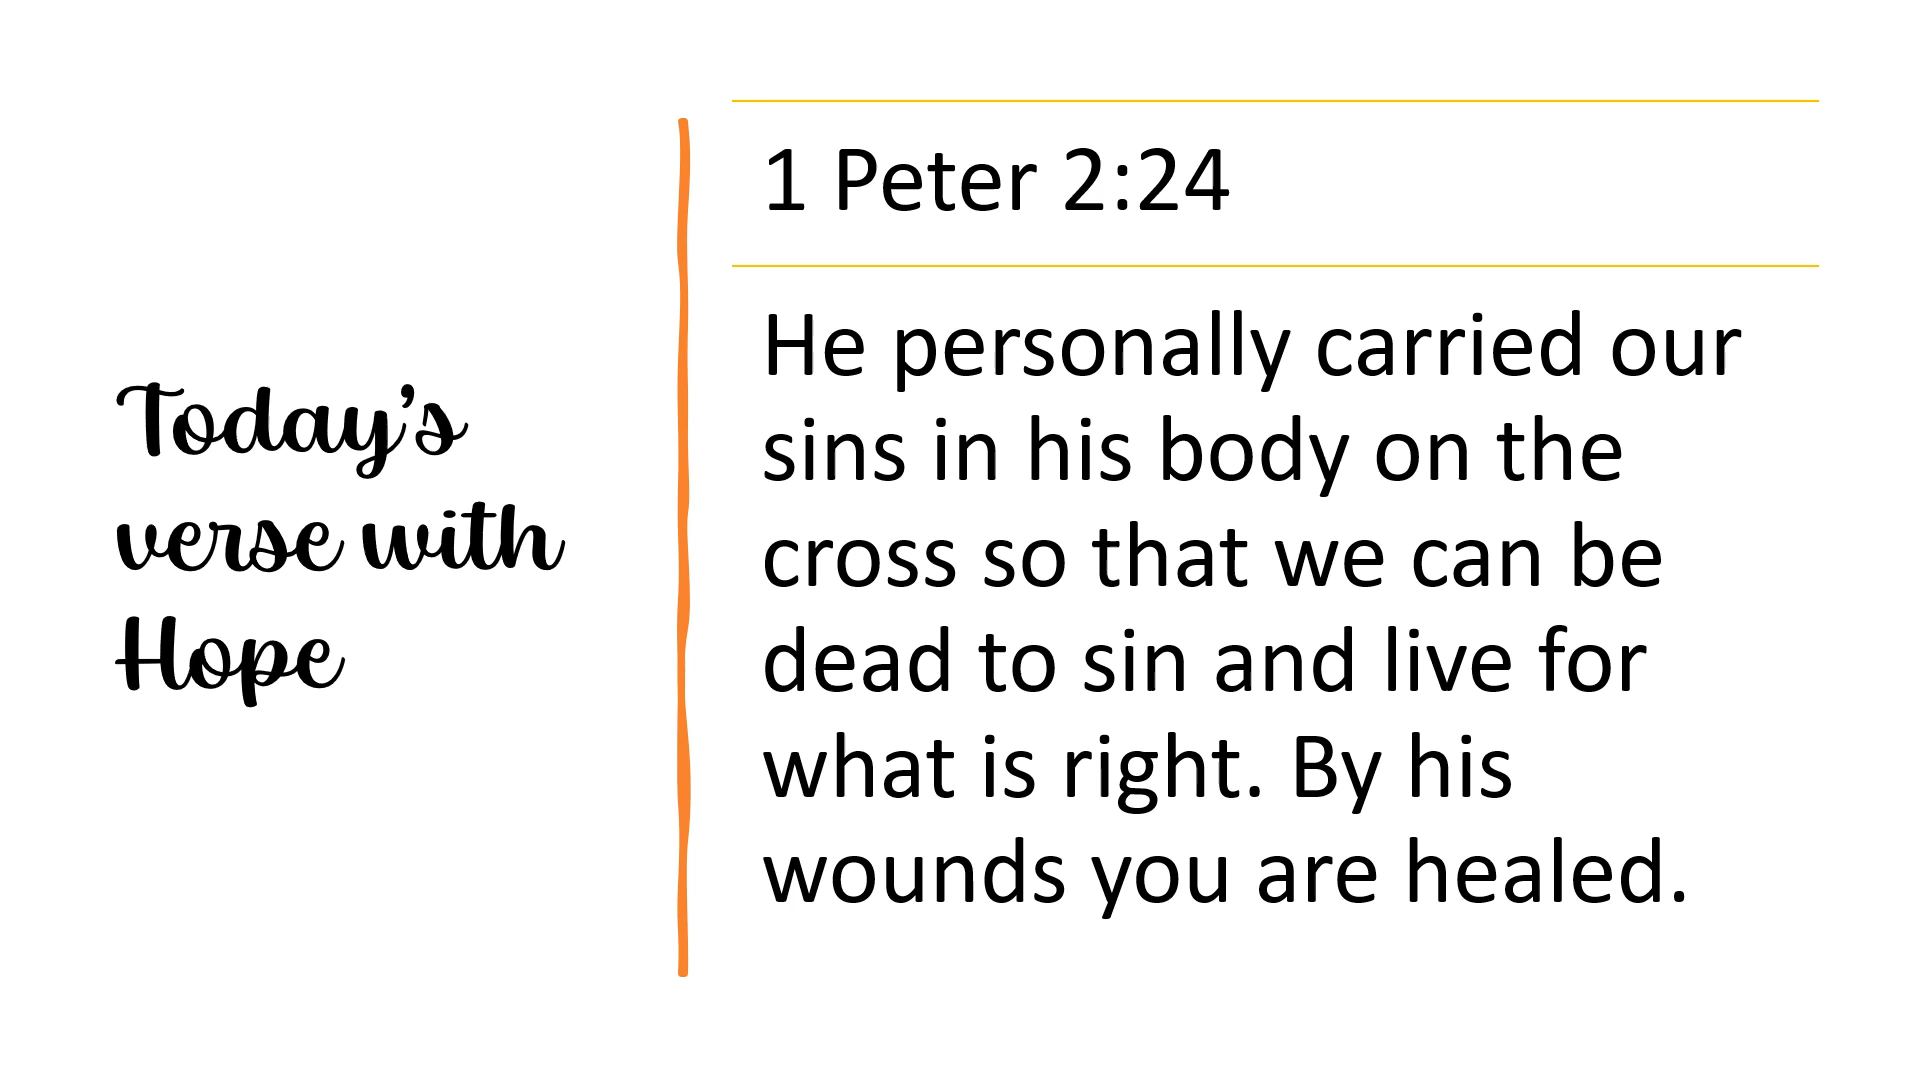 Today’s
verse with
Hope
1 Peter 2:24
He personally carried our
sins in his body on the
cross so that we can be
dead to sin and live for
what is right. By his
wounds you are healed.